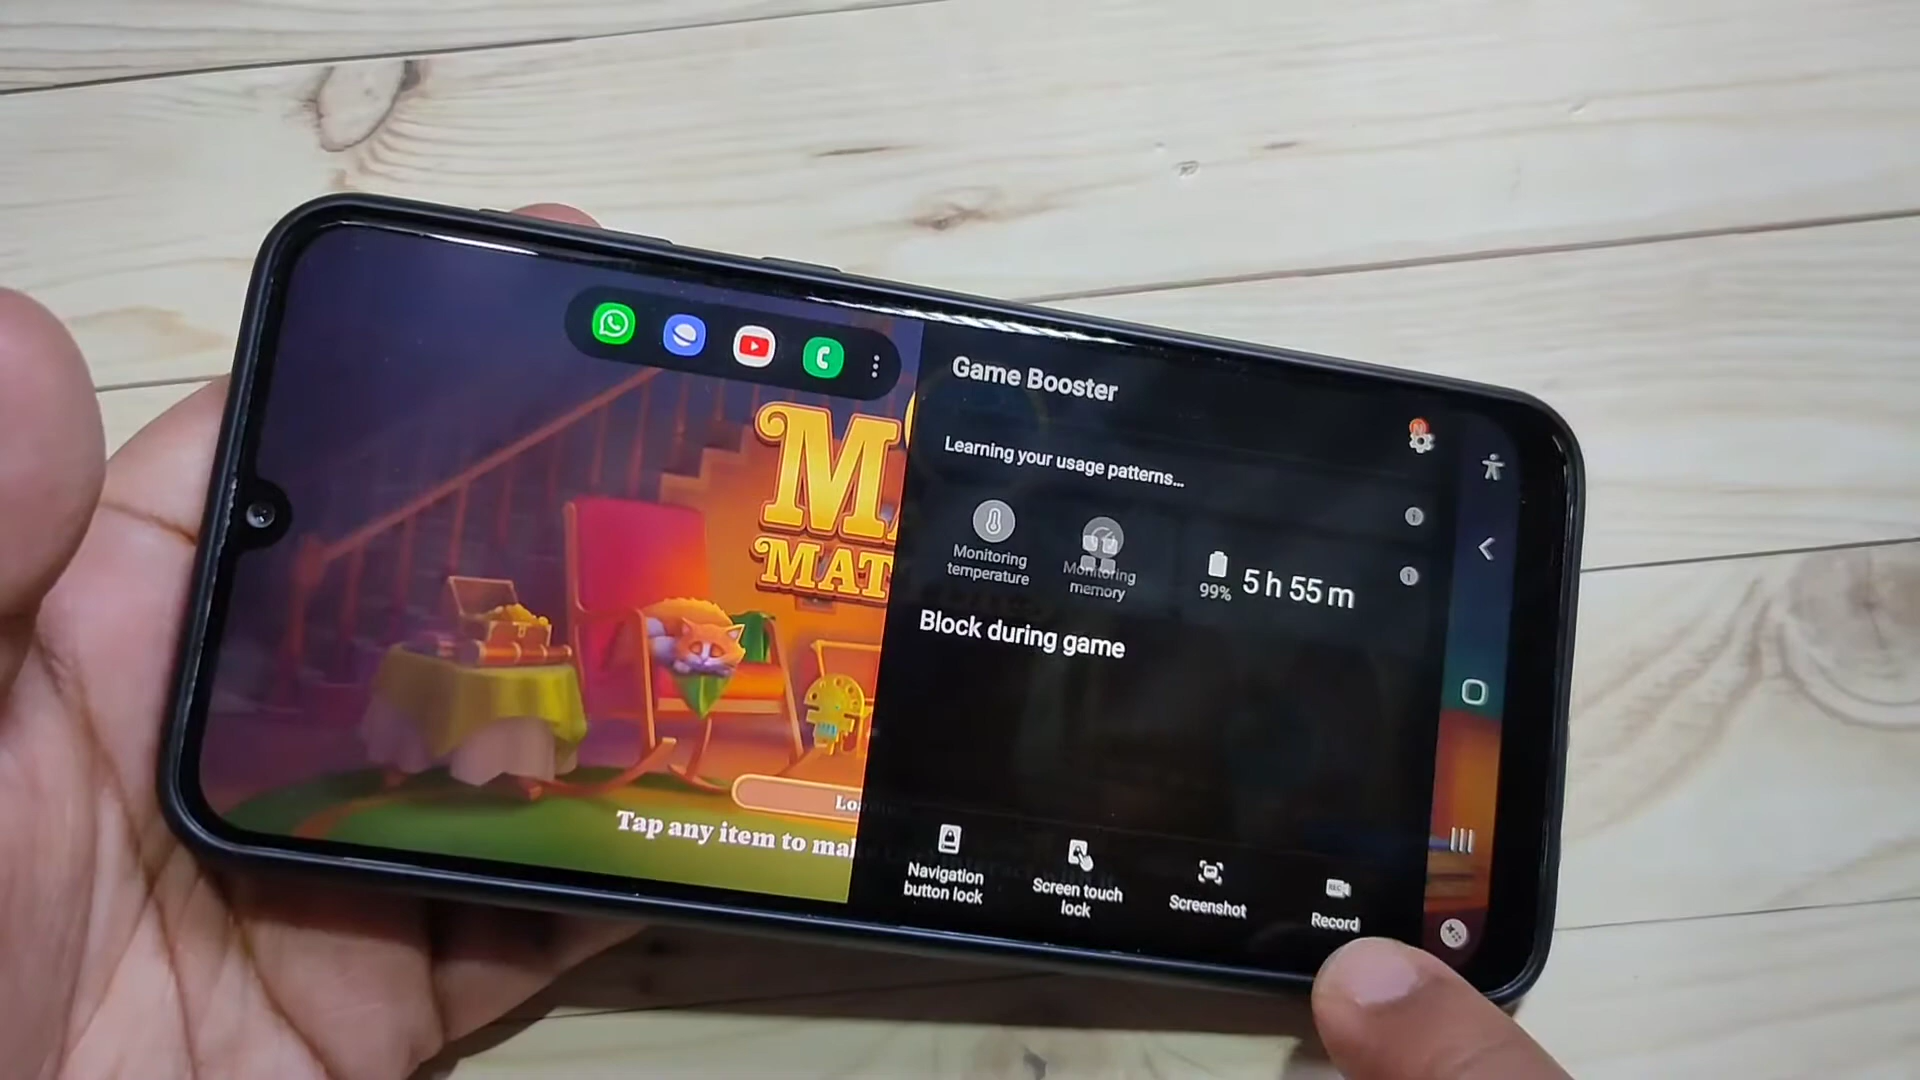 Game Booster
Learning your usage patterns...
Monitoring
temperature
Monitoring
memory
99%
5 h 55 m
Block during game
MAT
Tap any item to
Navigation
button lock
Screen touch
lock
Screenshot
REC
Record